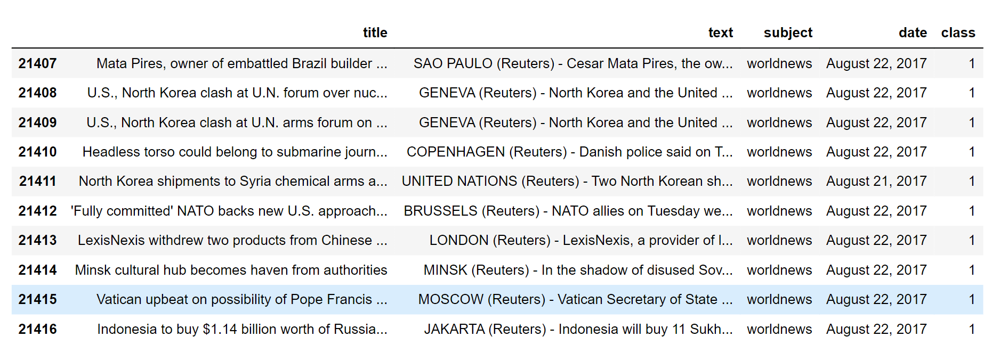 title text subject date class
21407 Mata Pires, owner of embattled Brazil builder ... SAO PAULO (Reuters) - Cesar Mata Pires, the ow... worldnews August 22, 2017 1
21408 U.S., North Korea clash at U.N. forum over nuc... GENEVA (Reuters) - North Korea and the United ... worldnews August 22, 2017 1
21409 U.S., North Korea clash at U.N. arms forum on ... GENEVA (Reuters) - North Korea and the United ... worldnews August 22, 2017 1
21410 Headless torso could belong to submarine journ... COPENHAGEN (Reuters) - Danish police said on T... worldnews August 22, 2017 1
21411 North Korea shipments to Syria chemical arms a... UNITED NATIONS (Reuters) - Two North Korean sh... worldnews August 21, 2017 1
21412 'Fully committed' NATO backs new U.S. approach... BRUSSELS (Reuters) - NATO allies on Tuesday we... worldnews August 22, 2017 1
21413 LexisNexis withdrew two products from Chinese ... LONDON (Reuters) - LexisNexis, a provider of l... worldnews August 22, 2017 1
21414 Minsk cultural hub becomes haven from authorities MINSK (Reuters) - In the shadow of disused Sov... worldnews August 22, 2017 1
21415 Vatican upbeat on possibility of Pope Francis ... MOSCOW (Reuters) - Vatican Secretary of State ... worldnews August 22, 2017 1
21416 Indonesia to buy $1.14 billion worth of Russia... JAKARTA (Reuters) - Indonesia will buy 11 Sukh... worldnews August 22, 2017 1